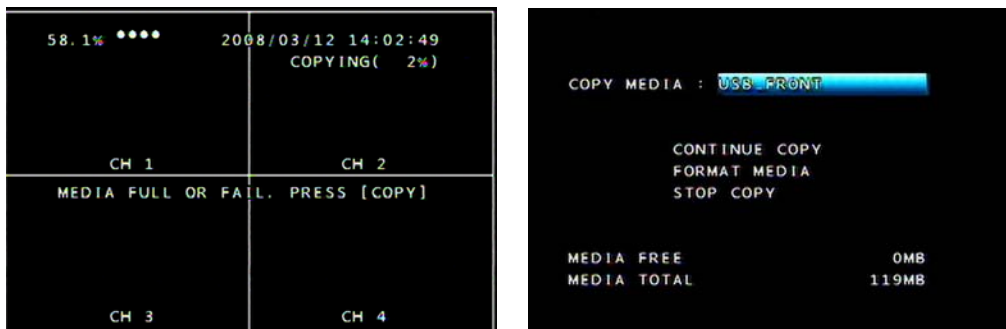 58.1% 2008/03/12 14:02:49
COPYING( 2%)
CH 1 CH 2
MEDIA FULL OR FAIL. PRESS [COPY]
CH 3 CH 4
COPY MEDIA : USB_FRONT
CONTINUE COPY
FORMAT MEDIA
STOP COPY
MEDIA FREE 0MB
MEDIA TOTAL 119MB